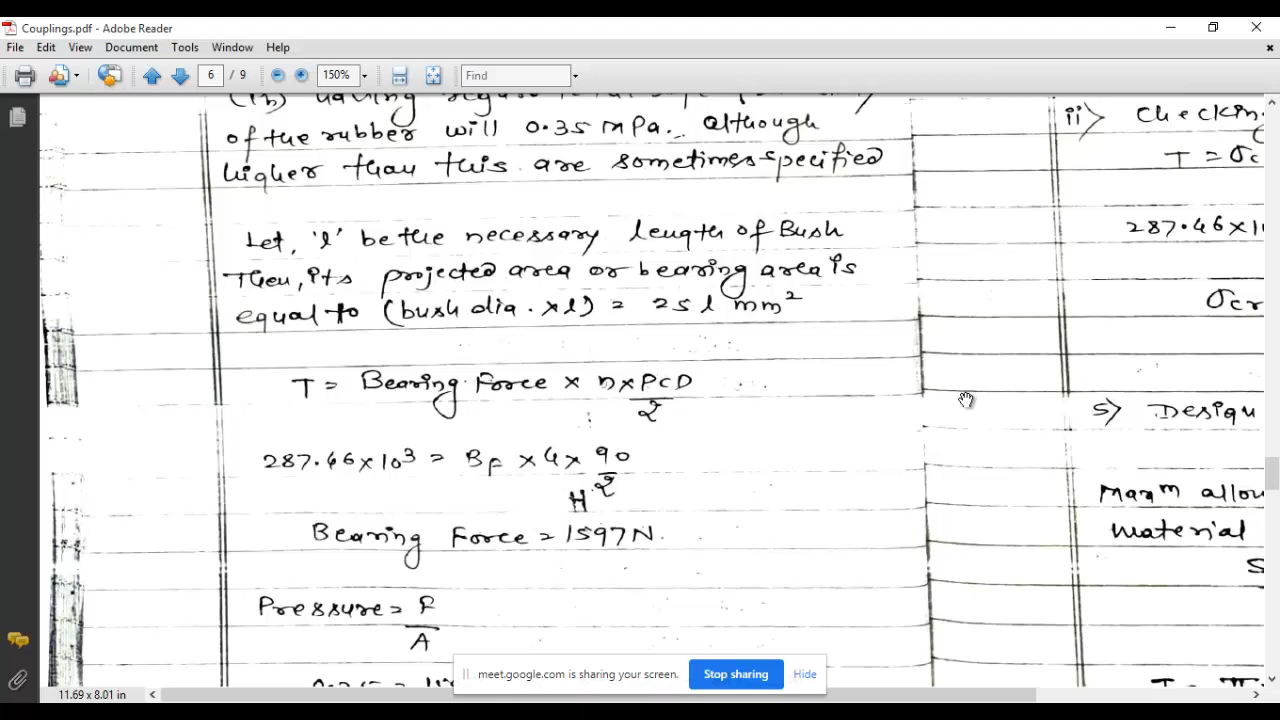 Couplings.pdf - Adobe Reader
File Edit View Document Tools Window Help
6 / 9 150% Find
of the rubber will 0.35 mPa. although
higher than this are sometimes specified
Let, 'l' be the necessary length of Bush
Then, its projected area or bearing area is
equal to (bush dia. × l) = 25 l mm²
T = Bearing Force × n × PCD
2
287.46 × 10³ = BF × 4 × 90
2
Bearing Force = 1597 N.
Pressure = F
A
ii) Checking
T = σc
287.46 × 1
σcr
5) Design
Maxm allow
material
S
meet.google.com is sharing your screen. Stop sharing Hide
11.69 x 8.01 in